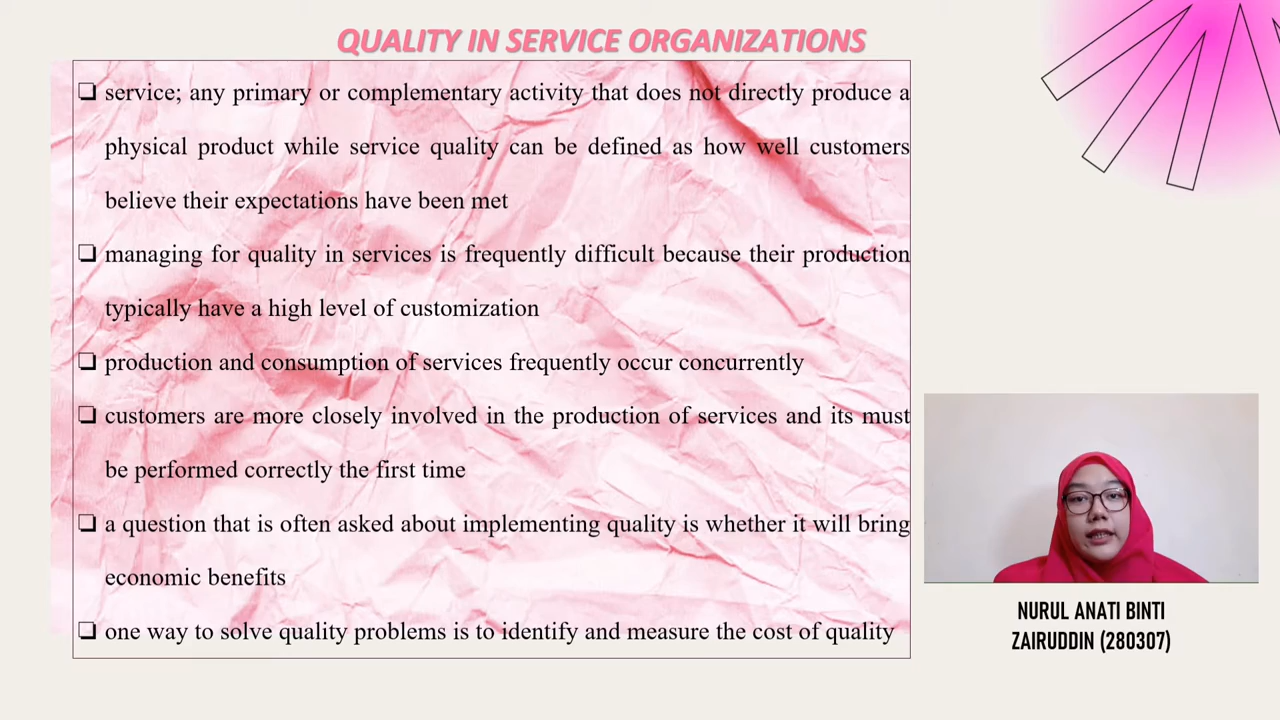 QUALITY IN SERVICE ORGANIZATIONS
❑ service; any primary or complementary activity that does not directly produce a
physical product while service quality can be defined as how well customers
believe their expectations have been met
❑ managing for quality in services is frequently difficult because their production
typically have a high level of customization
❑ production and consumption of services frequently occur concurrently
❑ customers are more closely involved in the production of services and its must
be performed correctly the first time
❑ a question that is often asked about implementing quality is whether it will bring
economic benefits
❑ one way to solve quality problems is to identify and measure the cost of quality
NURUL ANATI BINTI
ZAIRUDDIN (280307)